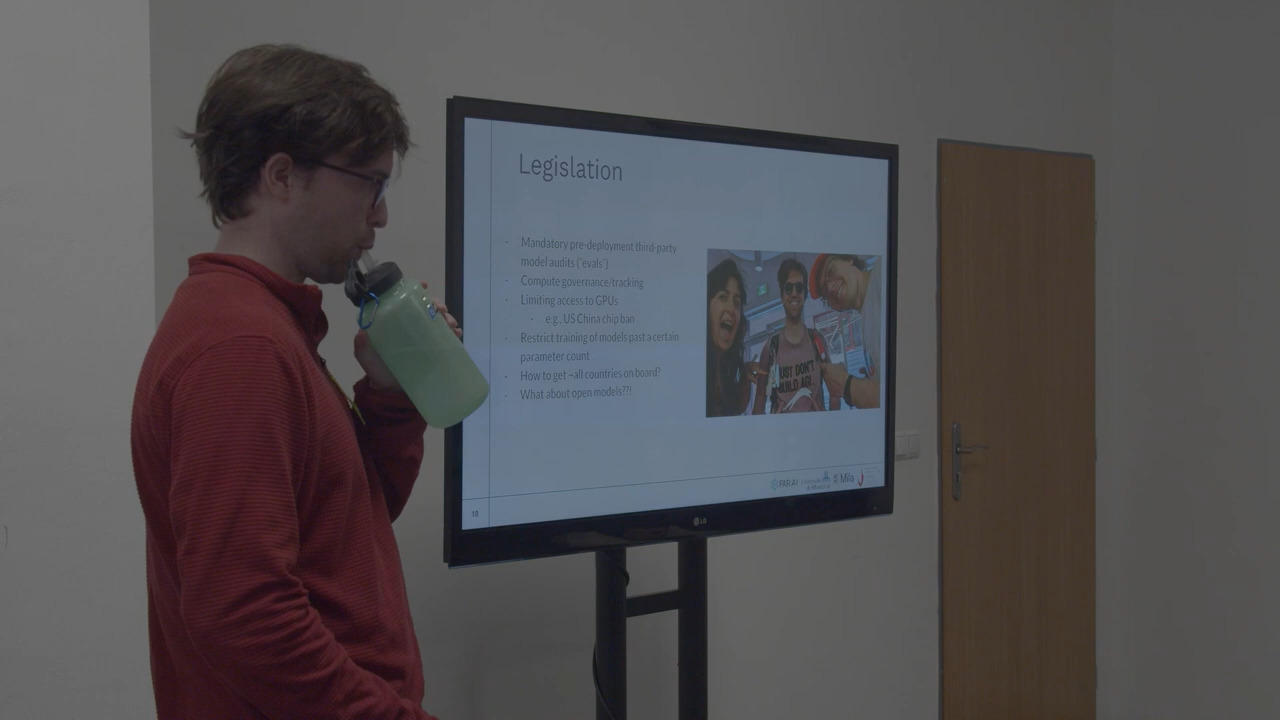 Legislation
- Mandatory pre-deployment third-party
model audits ("evals")
- Compute governance/tracking
- Limiting access to GPUs
- e.g., US China chip ban
- Restrict training of models past a certain
parameter count
- How to get ~all countries on board?
- What about open models??!
JUST DON'T
BUILD AGI
FAR.AI
Mila
18
LG